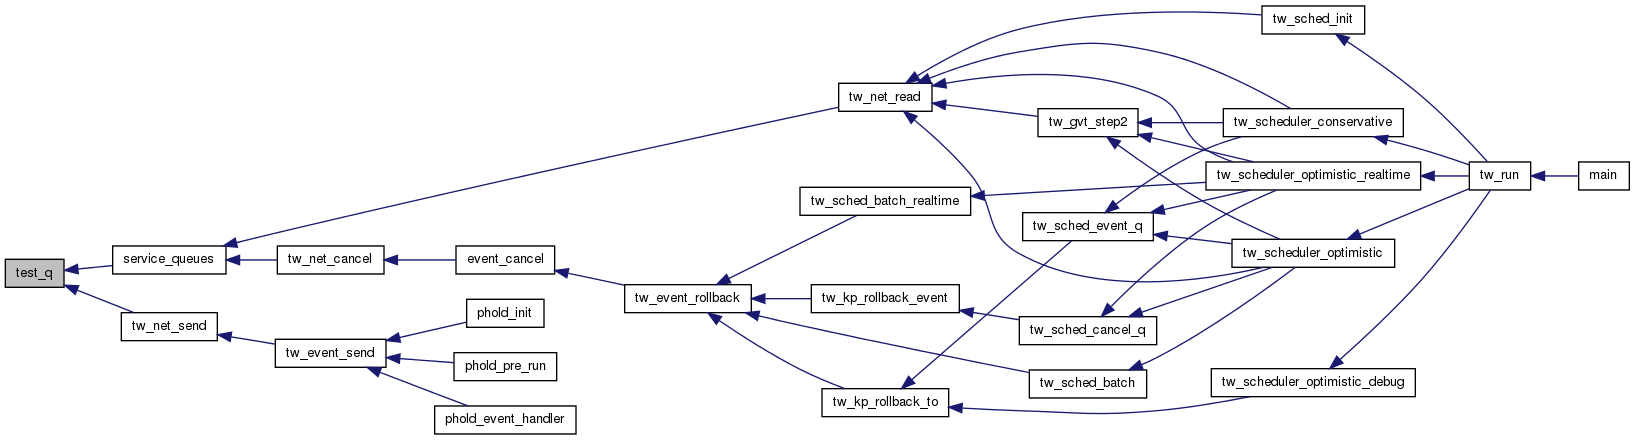 test_q
service_queues
tw_net_send
tw_net_cancel
tw_event_send
event_cancel
phold_init
phold_pre_run
phold_event_handler
tw_event_rollback
tw_net_read
tw_sched_batch_realtime
tw_kp_rollback_event
tw_kp_rollback_to
tw_gvt_step2
tw_sched_event_q
tw_sched_cancel_q
tw_sched_batch
tw_sched_init
tw_scheduler_conservative
tw_scheduler_optimistic_realtime
tw_scheduler_optimistic
tw_scheduler_optimistic_debug
tw_run
main